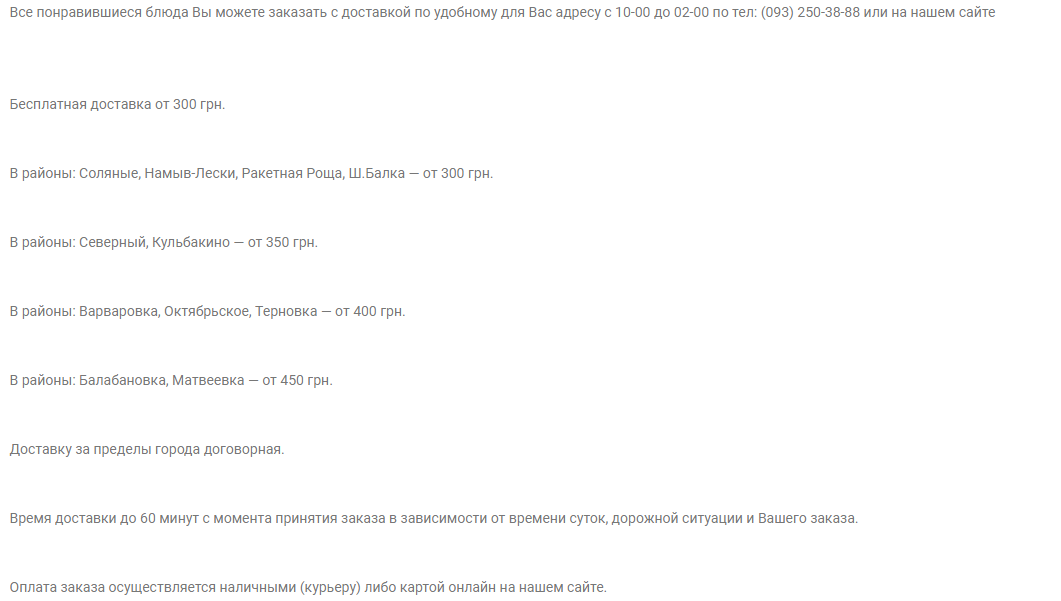 Все понравившиеся блюда Вы можете заказать с доставкой по удобному для Вас адресу с 10-00 до 02-00 по тел: (093) 250-38-88 или на нашем сайте
Бесплатная доставка от 300 грн.
В районы: Соляные, Намыв-Лески, Ракетная Роща, Ш.Балка — от 300 грн.
В районы: Северный, Кульбакино — от 350 грн.
В районы: Варваровка, Октябрьское, Терновка — от 400 грн.
В районы: Балабановка, Матвеевка — от 450 грн.
Доставку за пределы города договорная.
Время доставки до 60 минут с момента принятия заказа в зависимости от времени суток, дорожной ситуации и Вашего заказа.
Оплата заказа осуществляется наличными (курьеру) либо картой онлайн на нашем сайте.